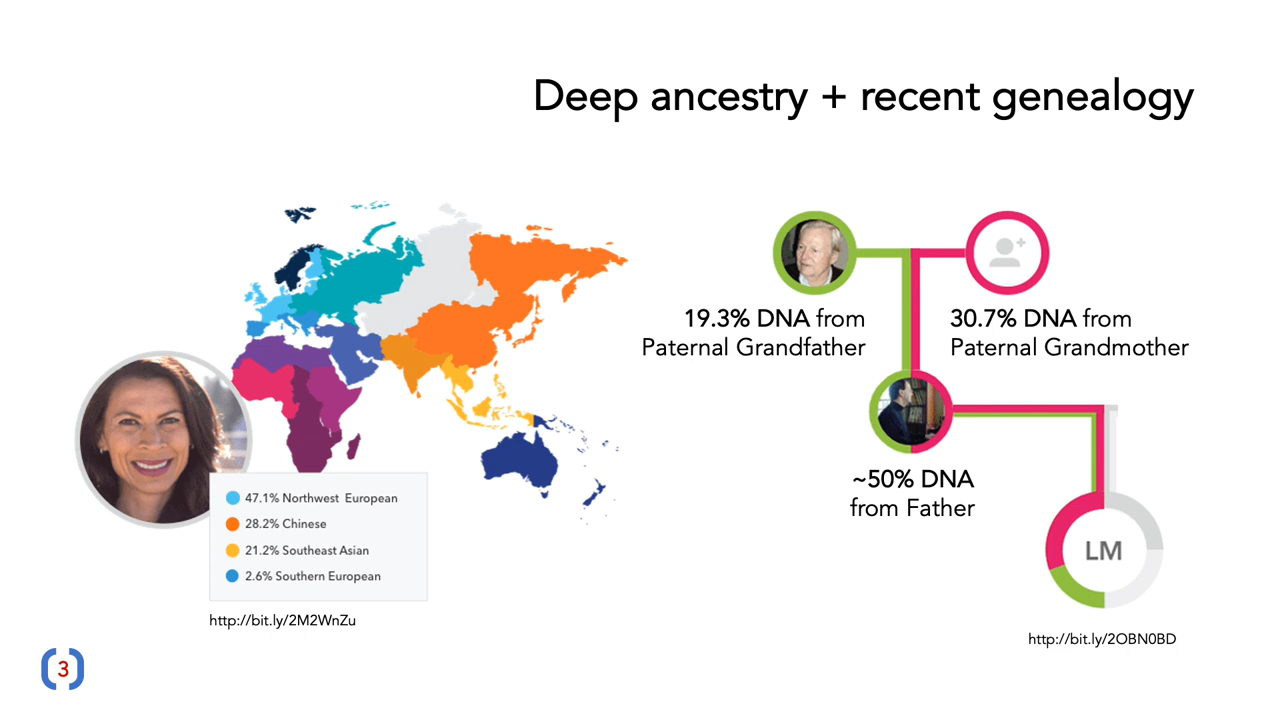 Deep ancestry + recent genealogy
47.1% Northwest European
28.2% Chinese
21.2% Southeast Asian
2.6% Southern European
http://bit.ly/2M2WnZu
19.3% DNA from
Paternal Grandfather
30.7% DNA from
Paternal Grandmother
~50% DNA
from Father
LM
http://bit.ly/2OBN0BD
3